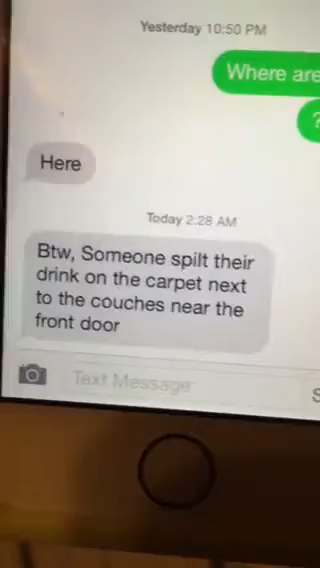 Yesterday 10:50 PM
Where are
?
Here
Today 2:28 AM
Btw, Someone spilt their
drink on the carpet next
to the couches near the
front door
Text Message
S